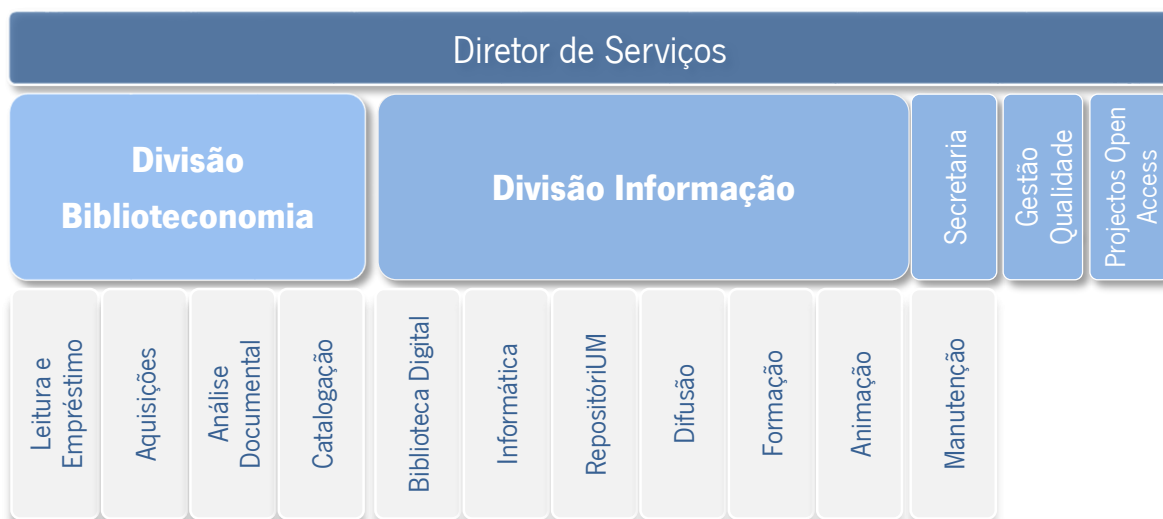 Diretor de Serviços
Divisão
Biblioteconomia
Divisão Informação
Secretaria
Gestão
Qualidade
Projectos Open
Access
Leitura e
Empréstimo
Aquisições
Análise
Documental
Catalogação
Biblioteca Digital
Informática
RepositóriUM
Difusão
Formação
Animação
Manutenção